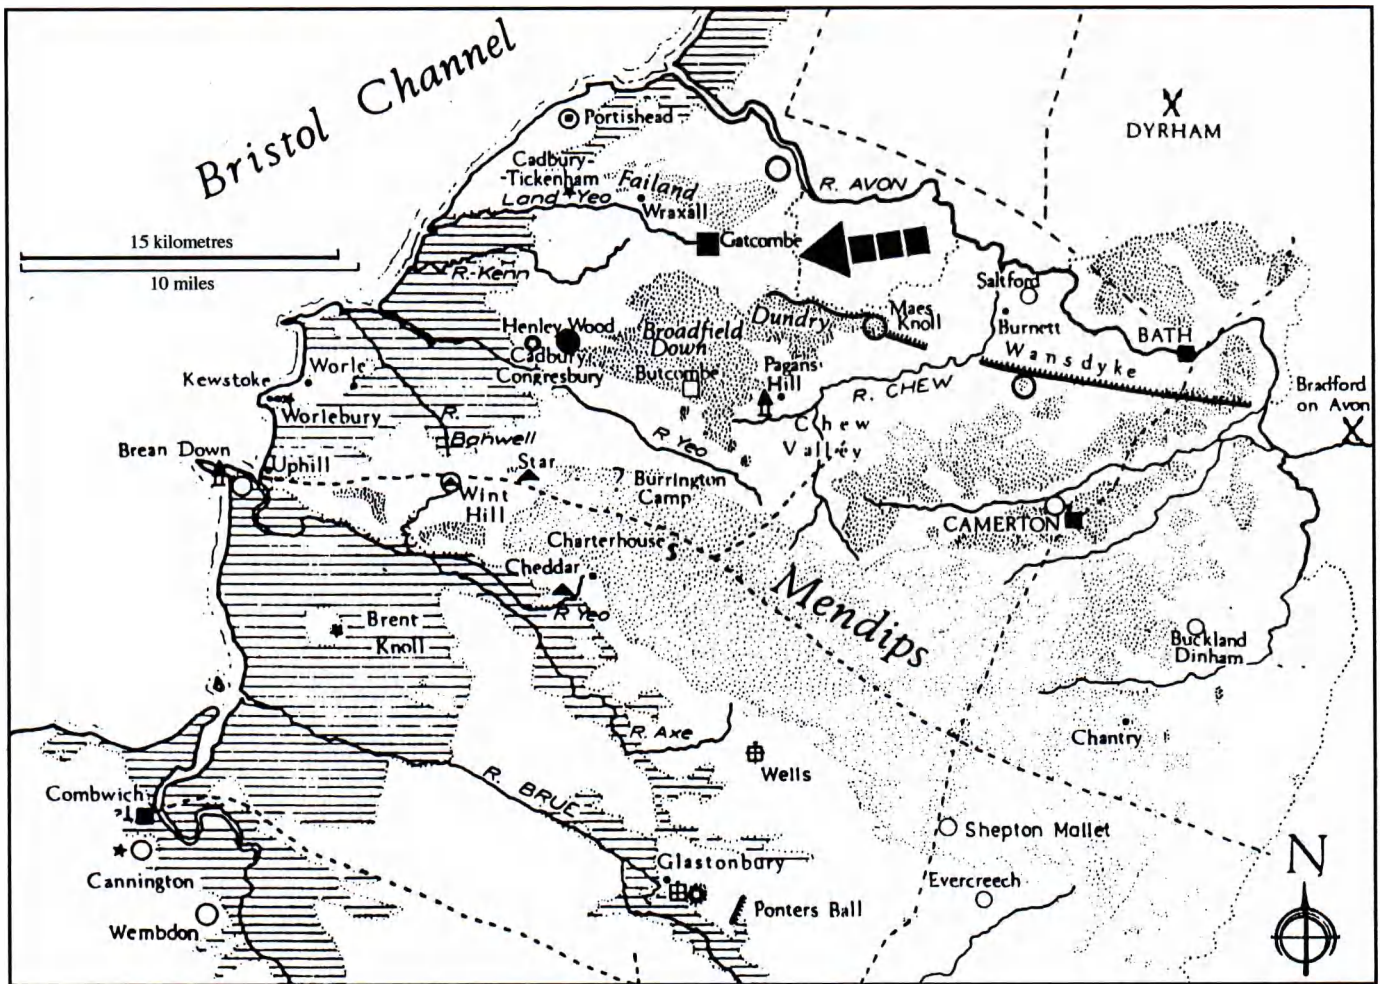 Bristol Channel
DYRHAM
Portishead
Cadbury-
-Tickenham
Failand
Land Yeo
Wraxall
R. AVON
15 kilometres
10 miles
Gatcombe
R. Kenn
Saltford
Maes
Knoll
Dundry
Burnett
Henley Wood
Broadfield
Down
BATH
Wansdyke
Cadbury
Congresbury
Butcombe
Pagans
Hill
Worle
Kewstoke
R. CHEW
Bradford
on Avon
Worlebury
R.
Banwell
Chew
Valley
R Yeo
Brean Down
Uphill
Star
?
Burrington
Camp
Wint
Hill
CAMERTON
Charterhouse
S
Cheddar
R Yeo
Mendips
Brent
Knoll
Buckland
Dinham
R. Axe
Chantry
Wells
R. BRUE
Combwich
?
Shepton Mallet
N
Glastonbury
Evercreech
Cannington
Ponters Ball
Wembdon